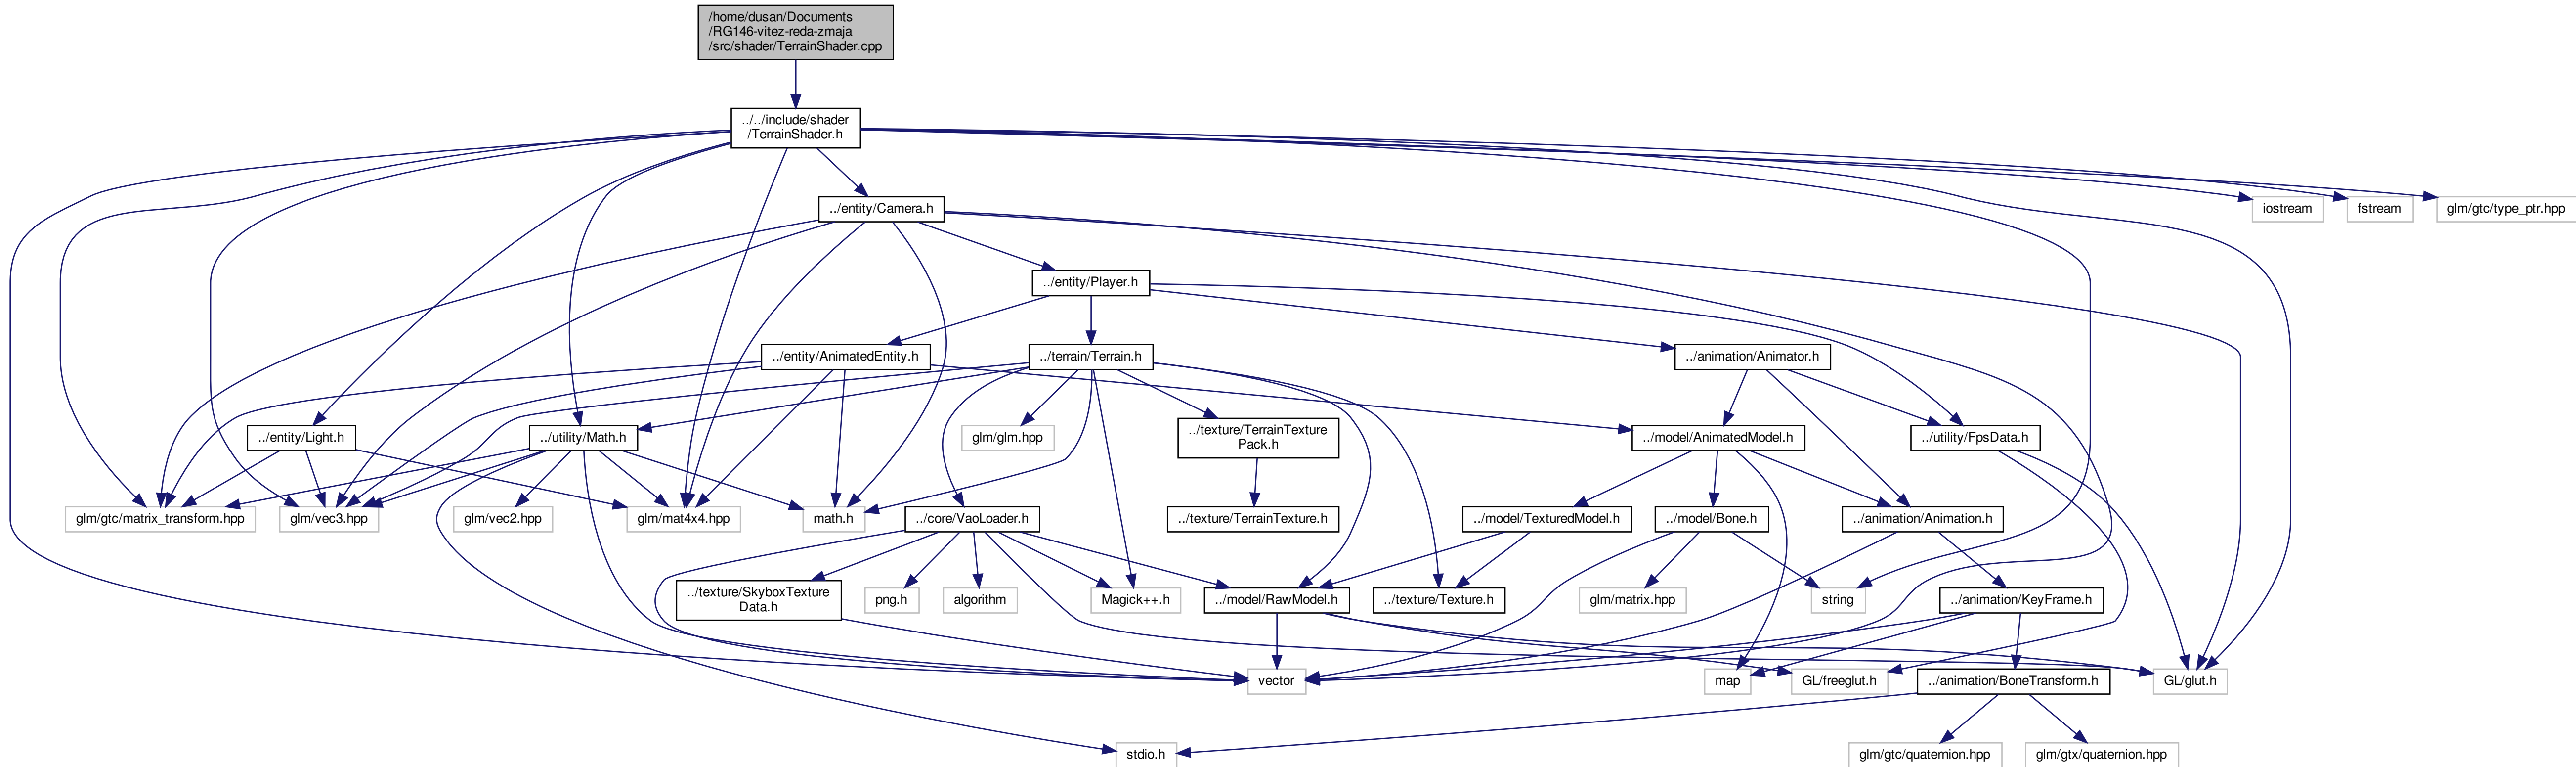 /home/dusan/Documents
/RG146-vitez-reda-zmaja
/src/shader/TerrainShader.cpp
../../include/shader
/TerrainShader.h
../entity/Camera.h
iostream
fstream
glm/gtc/type_ptr.hpp
../entity/Player.h
../entity/AnimatedEntity.h
../terrain/Terrain.h
../animation/Animator.h
../entity/Light.h
../utility/Math.h
glm/glm.hpp
../texture/TerrainTexture
Pack.h
../model/AnimatedModel.h
../utility/FpsData.h
glm/gtc/matrix_transform.hpp
glm/vec3.hpp
glm/vec2.hpp
glm/mat4x4.hpp
math.h
../core/VaoLoader.h
../texture/TerrainTexture.h
../model/TexturedModel.h
../model/Bone.h
../animation/Animation.h
../texture/SkyboxTexture
Data.h
png.h
algorithm
Magick++.h
../model/RawModel.h
../texture/Texture.h
glm/matrix.hpp
string
../animation/KeyFrame.h
vector
map
GL/freeglut.h
../animation/BoneTransform.h
GL/glut.h
stdio.h
glm/gtc/quaternion.hpp
glm/gtx/quaternion.hpp